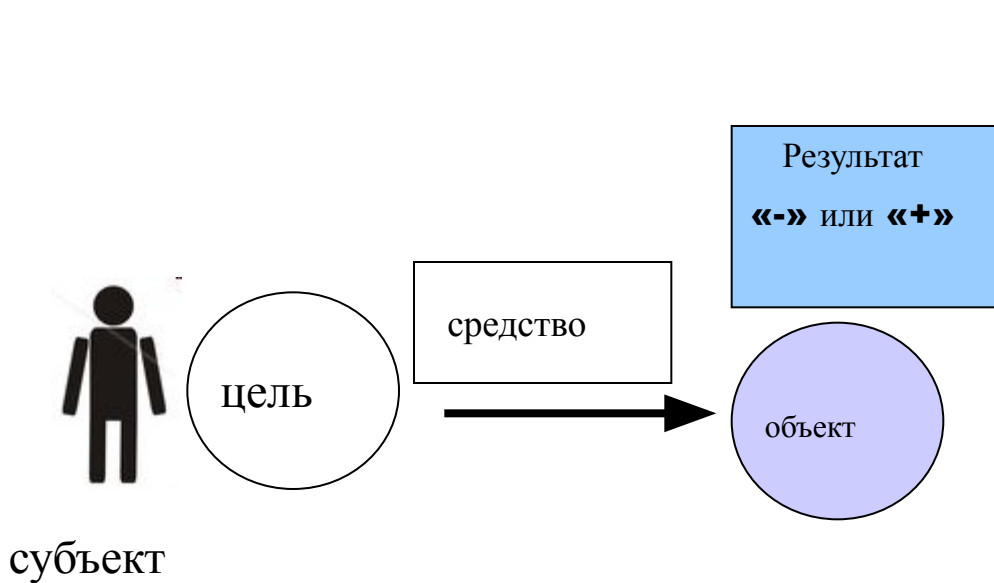 Результат
«-» или «+»
средство
цель
объект
субъект